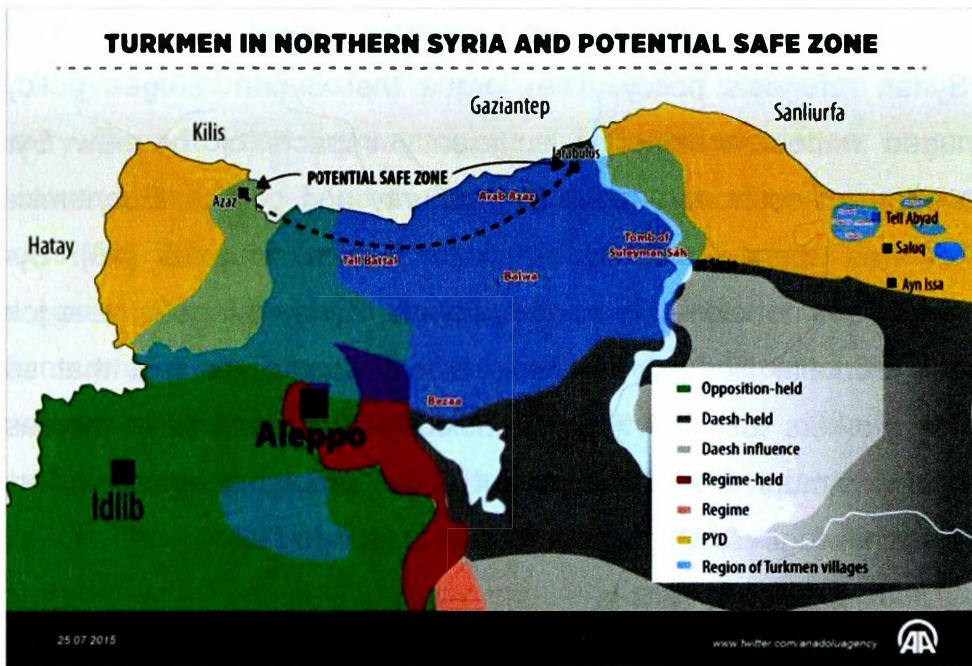 TURKMEN IN NORTHERN SYRIA AND POTENTIAL SAFE ZONE
Gaziantep
Sanliurfa
Kilis
Jarabulus
POTENTIAL SAFE ZONE
Azaz
Arab Azaz
Hatay
Tell Abyad
Tomb of
Suleyman Sah
Saluq
Tell Battal
Balwa
Ayn Issa
Opposition-held
Daesh-held
Daesh influence
Regime-held
Regime
PYD
Region of Turkmen villages
Bezaa
Aleppo
Idlib
25 07 2015
www.twitter.com/anadoluagency
AA